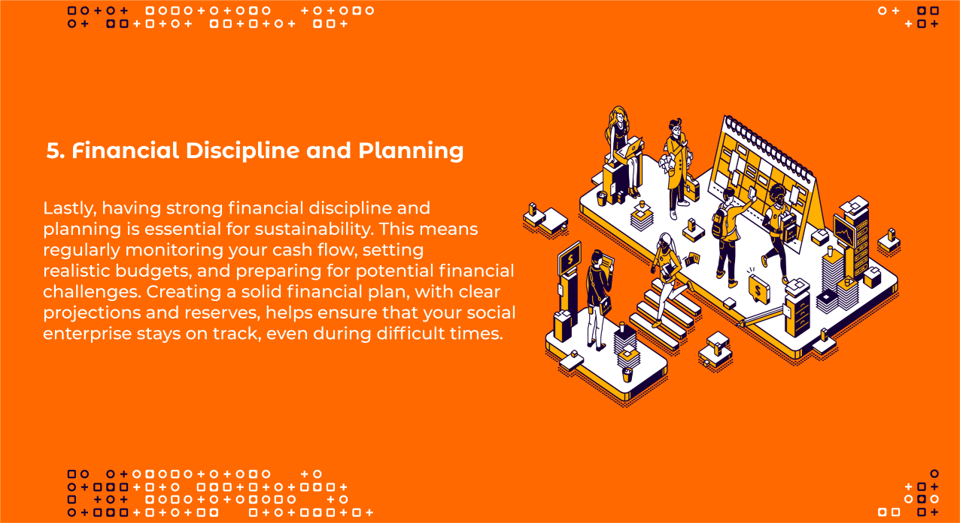 5. Financial Discipline and Planning
Lastly, having strong financial discipline and
planning is essential for sustainability. This means
regularly monitoring your cash flow, setting
realistic budgets, and preparing for potential financial
challenges. Creating a solid financial plan, with clear
projections and reserves, helps ensure that your social
enterprise stays on track, even during difficult times.